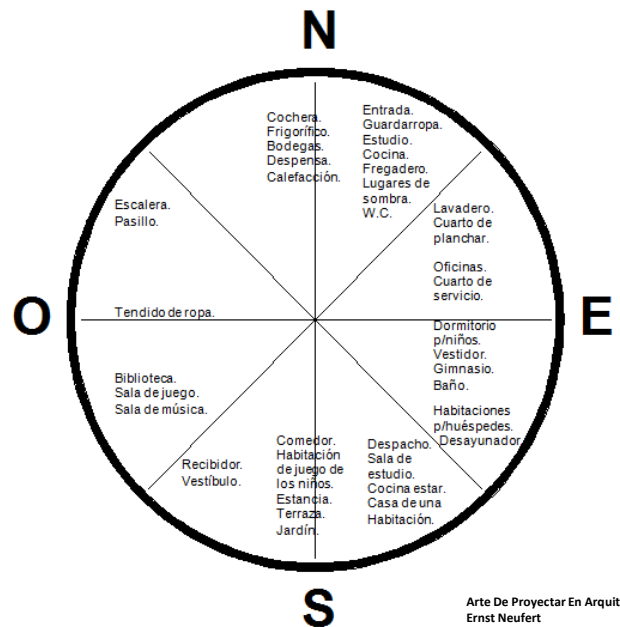 N
Cochera.
Frigorífico.
Bodegas.
Despensa.
Calefacción.
Entrada.
Guardarropa.
Estudio.
Cocina.
Fregadero.
Lugares de
sombra.
W.C.
Escalera.
Pasillo.
Lavadero.
Cuarto de
planchar.
Oficinas.
Cuarto de
servicio.
O
Tendido de ropa.
E
Dormitorio
p/niños.
Vestidor.
Gimnasio.
Baño.
Biblioteca.
Sala de juego.
Sala de música.
Habitaciones
p/huéspedes.
Desayunador.
Recibidor.
Vestíbulo.
Comedor.
Habitación
de juego de
los niños.
Estancia.
Terraza.
Jardín.
Despacho.
Sala de
estudio.
Cocina estar.
Casa de una
Habitación.
S
Arte De Proyectar En Arquit
Ernst Neufert